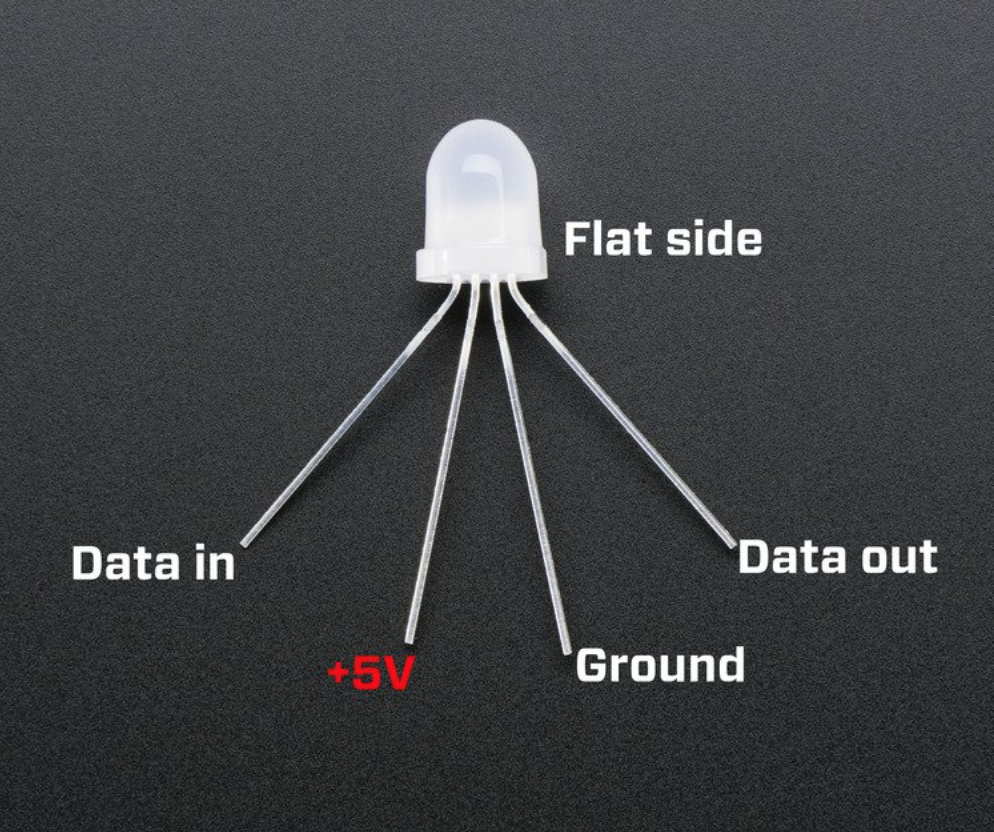 Flat side
Data in
Data out
+5V
Ground